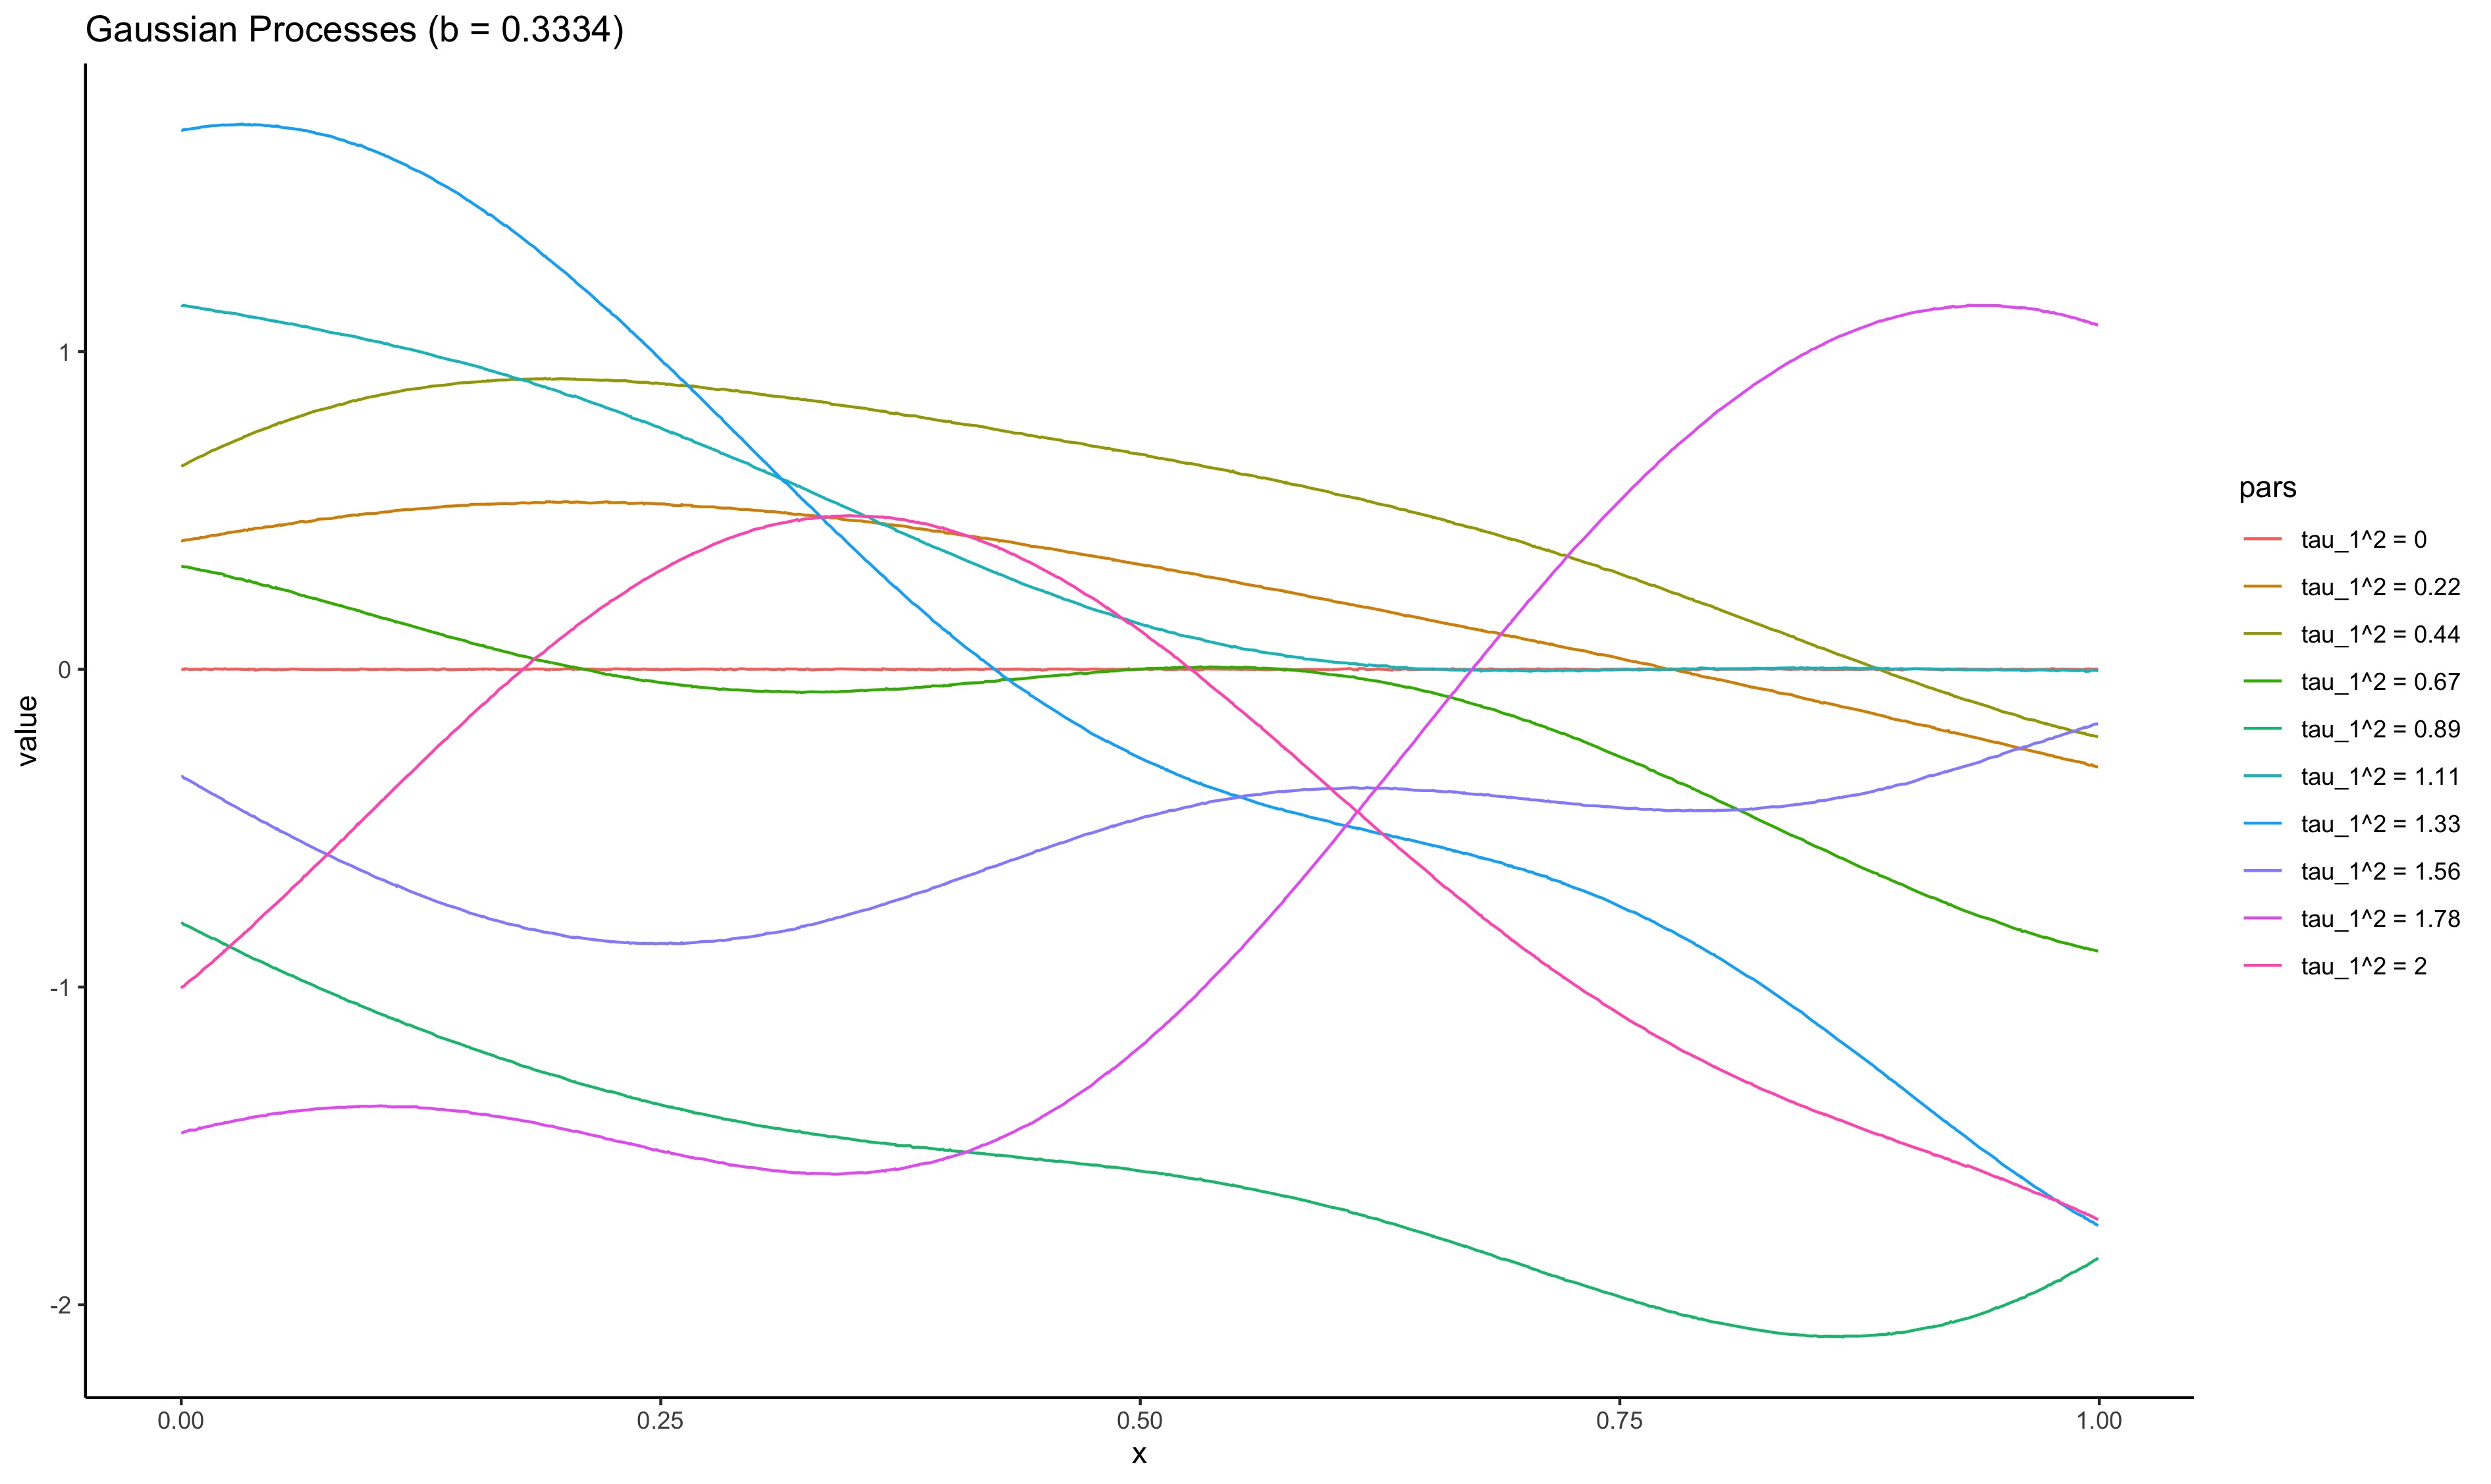 Gaussian Processes (b = 0.3334)
value
1
0
-1
-2
0.00
0.25
0.50
0.75
1.00
x
pars
tau_1^2 = 0
tau_1^2 = 0.22
tau_1^2 = 0.44
tau_1^2 = 0.67
tau_1^2 = 0.89
tau_1^2 = 1.11
tau_1^2 = 1.33
tau_1^2 = 1.56
tau_1^2 = 1.78
tau_1^2 = 2